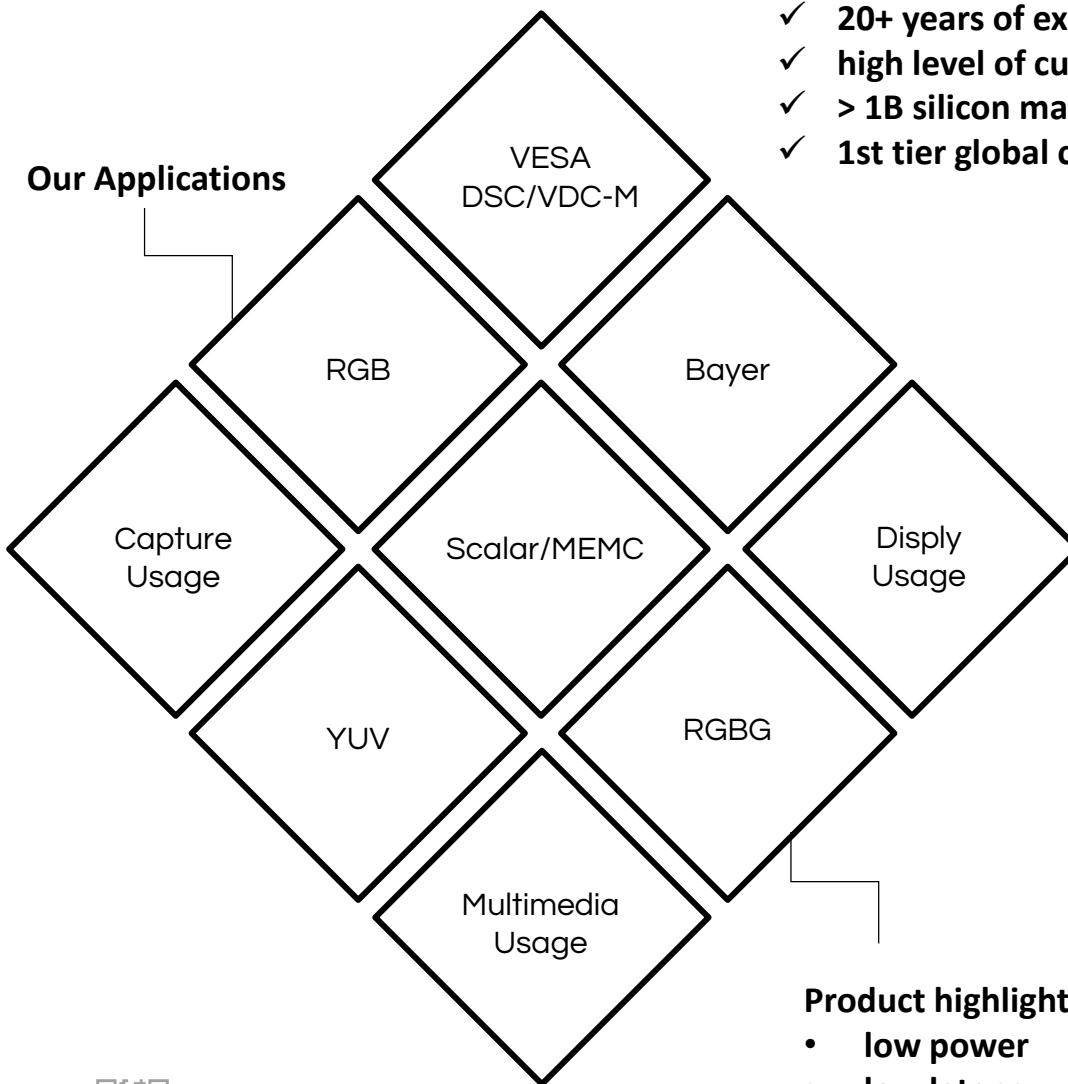 ✓ 20+ years of ex
✓ high level of cu
✓ > 1B silicon ma
✓ 1st tier global
Our Applications
VESA
DSC/VDC-M
RGB
Bayer
Capture
Usage
Scalar/MEMC
Disply
Usage
YUV
RGBG
Multimedia
Usage
Product highlight
• low power